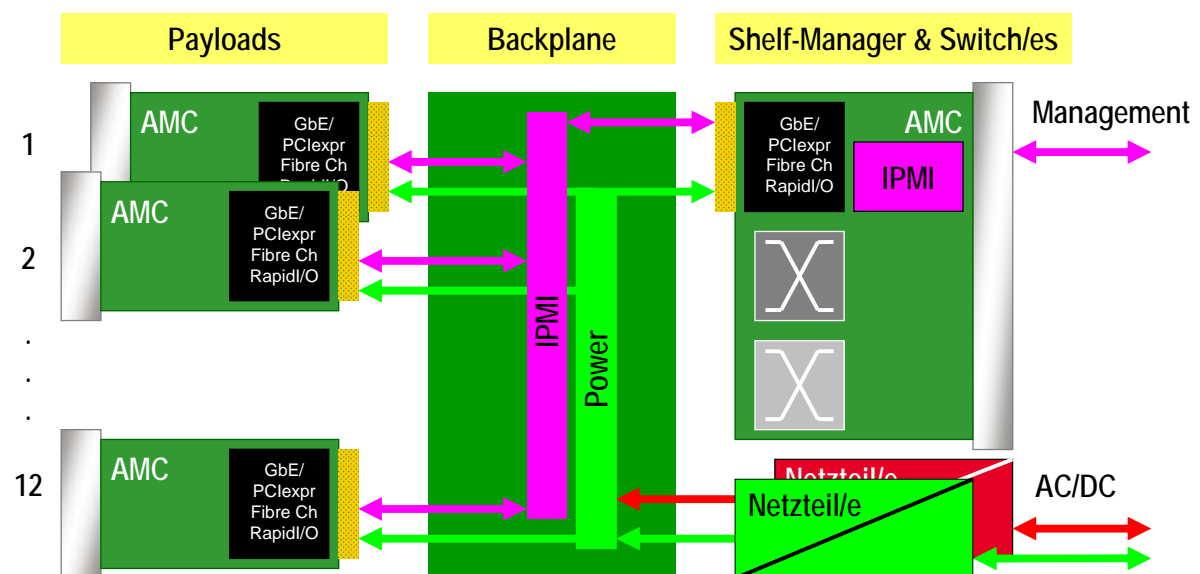 Payloads
Backplane
Shelf-Manager & Switch/es
1
AMC
GbE/
PCIexpr
Fibre Ch
RapidI/O
2
AMC
GbE/
PCIexpr
Fibre Ch
RapidI/O
.
.
.
12
AMC
GbE/
PCIexpr
Fibre Ch
RapidI/O
IPMI
Power
GbE/
PCIexpr
Fibre Ch
RapidI/O
AMC
IPMI
Management
Netzteil/e
Netzteil/e
AC/DC